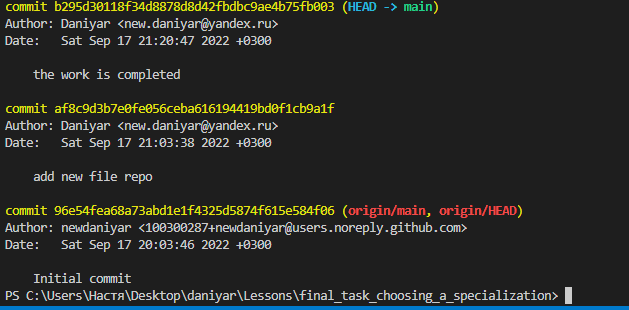 commit b295d30118f34d8878d8d42fbdbc9ae4b75fb003 (HEAD -> main)
Author: Daniyar <new.daniyar@yandex.ru>
Date:   Sat Sep 17 21:20:47 2022 +0300
the work is completed
commit af8c9d3b7e0fe056ceba616194419bd0f1cb9a1f
Author: Daniyar <new.daniyar@yandex.ru>
Date:   Sat Sep 17 21:03:38 2022 +0300
add new file repo
commit 96e54fea68a73abd1e1f4325d5874f615e584f06 (origin/main, origin/HEAD)
Author: newdaniyar <100300287+newdaniyar@users.noreply.github.com>
Date:   Sat Sep 17 20:03:46 2022 +0300
Initial commit
PS C:\Users\Настя\Desktop\daniyar\Lessons\final_task_choosing_a_specialization>